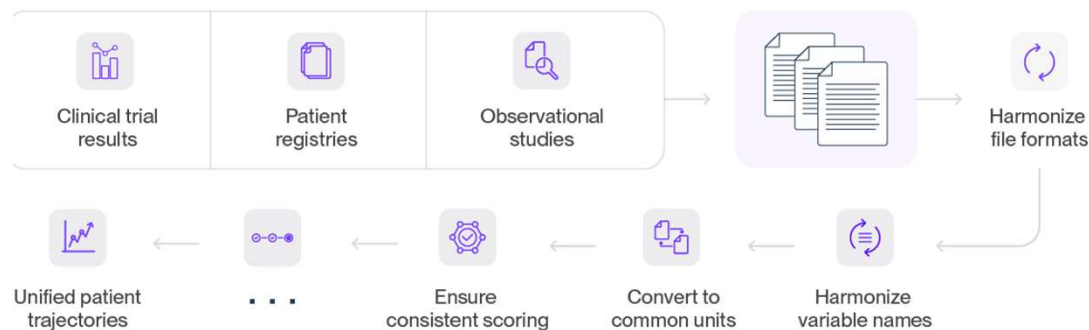 Clinical trial
results
Patient
registries
Observational
studies
Harmonize
file formats
Harmonize
variable names
Convert to
common units
Ensure
consistent scoring
. . .
Unified patient
trajectories